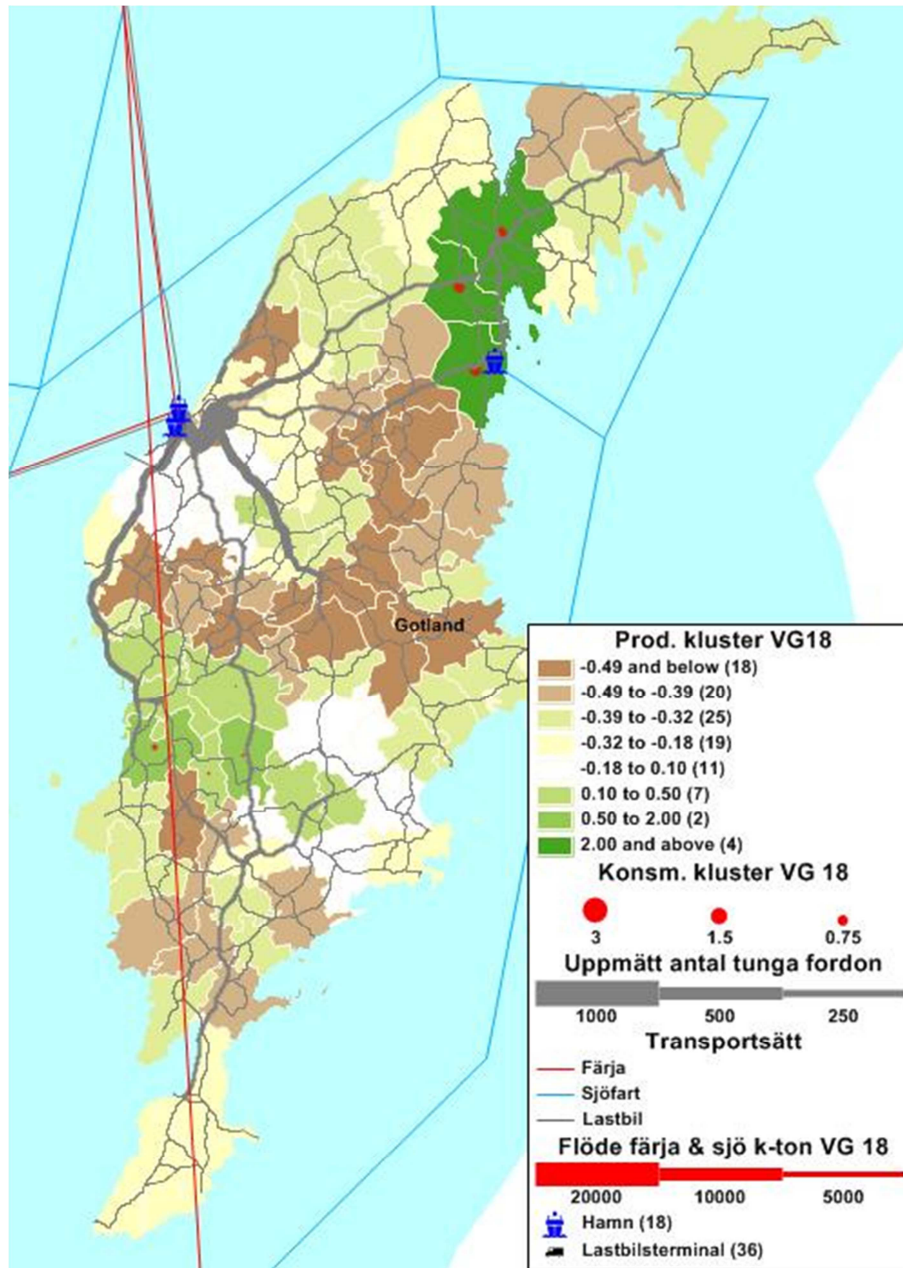 Gotland
Prod. kluster VG18
-0.49 and below (18)
-0.49 to -0.39 (20)
-0.39 to -0.32 (25)
-0.32 to -0.18 (19)
-0.18 to 0.10 (11)
0.10 to 0.50 (7)
0.50 to 2.00 (2)
2.00 and above (4)
Konsm. kluster VG 18
3 1.5 0.75
Uppmätt antal tunga fordon
1000 500 250
Transportsätt
Färja
Sjöfart
Lastbil
Flöde färja & sjö k-ton VG 18
20000 10000 5000
Hamn (18)
Lastbilsterminal (36)